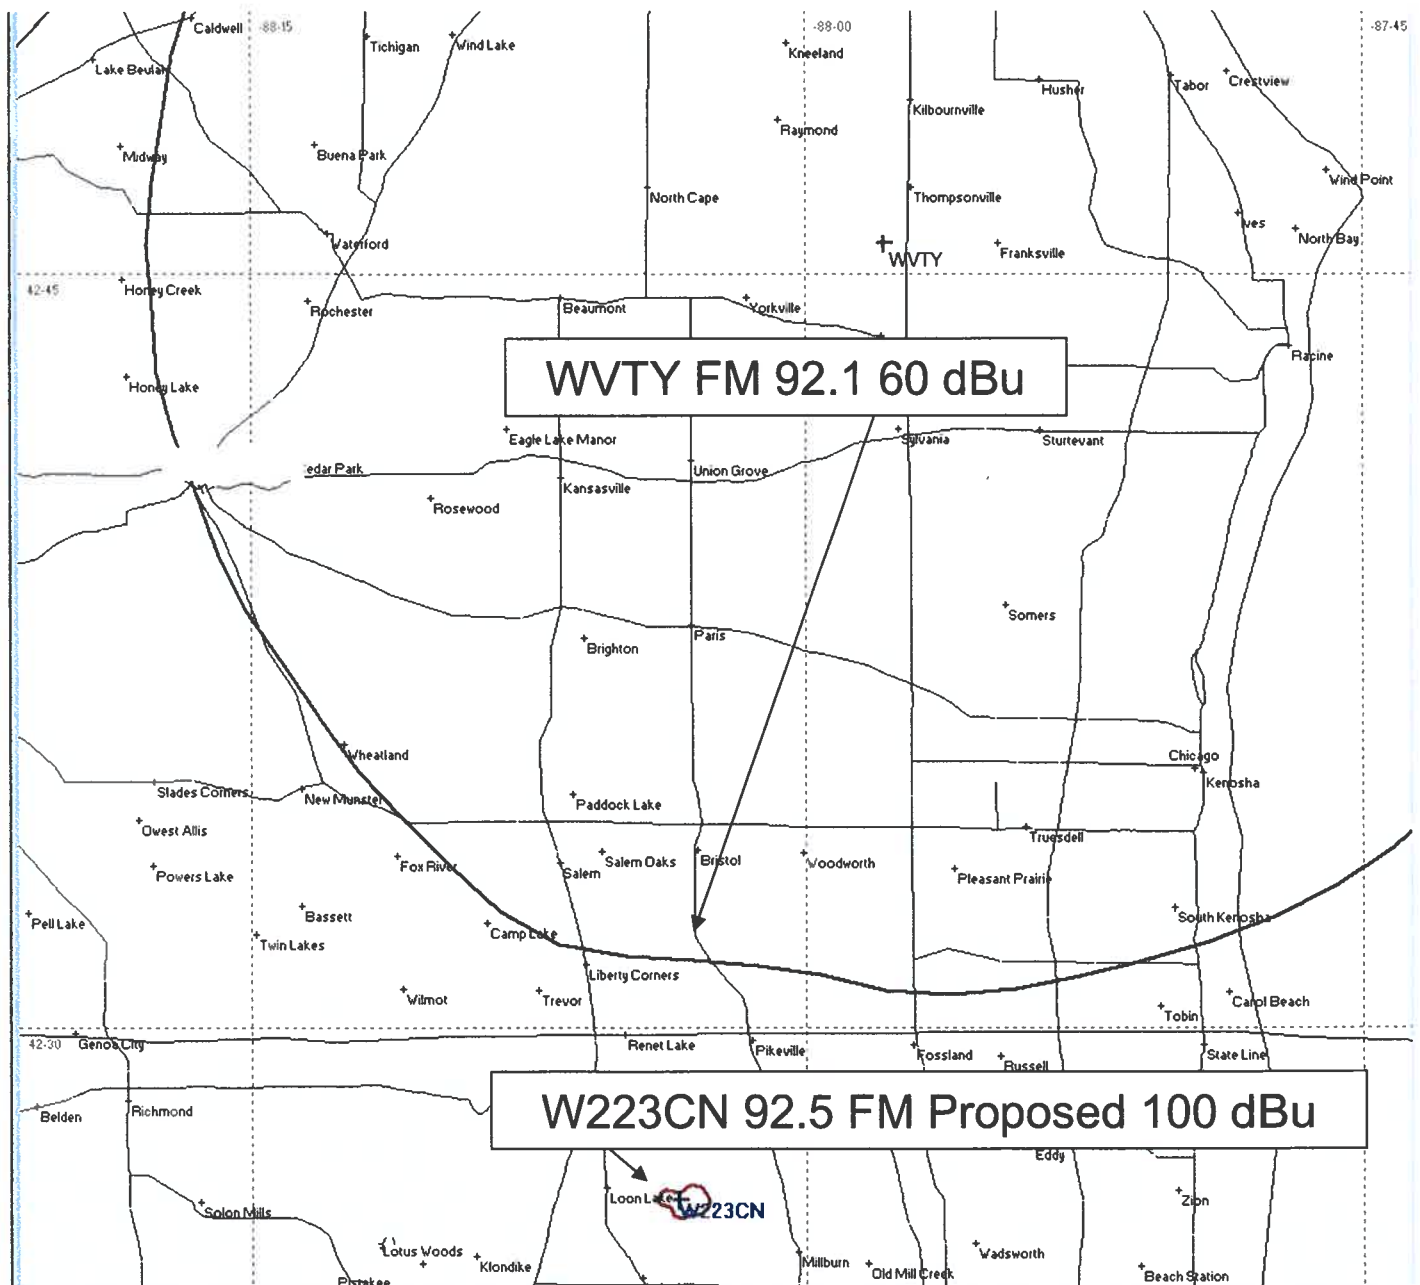 Caldwell
-88-15
-88-00
-87-45
Tichigan
Wind Lake
Kneeland
Lake Beulah
Husher
Tabor
Crestview
Kilbournville
Raymond
Midway
Buena Park
Wind Point
North Cape
Thompsonville
Ives
North Bay
Waterford
WVTY
Franksville
42-45
Honey Creek
Rochester
Beaumont
Yorkville
Racine
WVTY FM 92.1 60 dBu
Honey Lake
Eagle Lake Manor
Sylvania
Sturtevant
edar Park
Union Grove
Kansasville
Rosewood
Somers
Paris
Brighton
Wheatland
Chicago
Kenosha
Slades Corners
New Munster
Paddock Lake
Owest Allis
Truesdell
Fox River
Salem Oaks
Bristol
Woodworth
Salem
Powers Lake
Pleasant Prairie
Bassett
South Kenosha
Pell Lake
Camp Lake
Twin Lakes
Liberty Corners
Wilmot
Trevor
Carol Beach
Tobin
42-30
Genoa City
Renet Lake
Pikeville
Fossland
State Line
Russell
Belden
Richmond
W223CN 92.5 FM Proposed 100 dBu
Eddy
Loon Lake
W223CN
Zion
Solon Mills
Lotus Woods
Klondike
Millburn
Wadsworth
Old Mill Creek
Beach Station
Pistakee